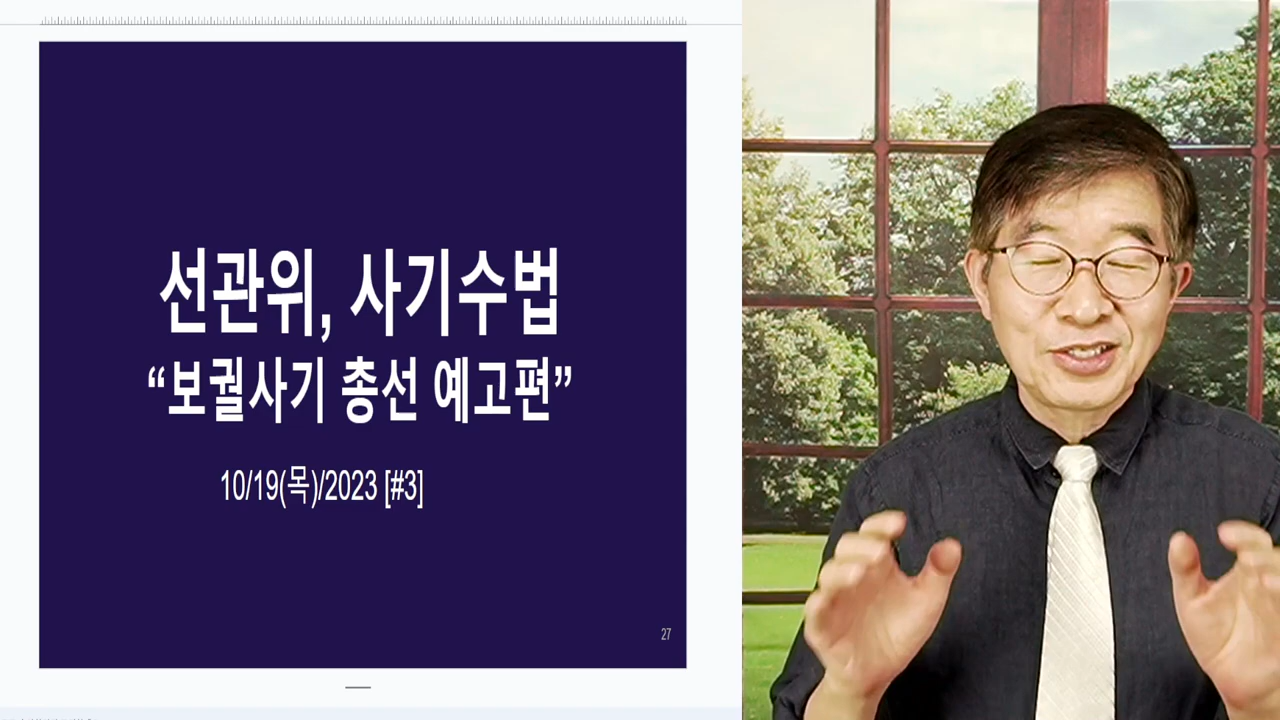 선관위, 사기수법
“보궐사기 총선 예고편”
10/19(목)/2023 [#3]
27